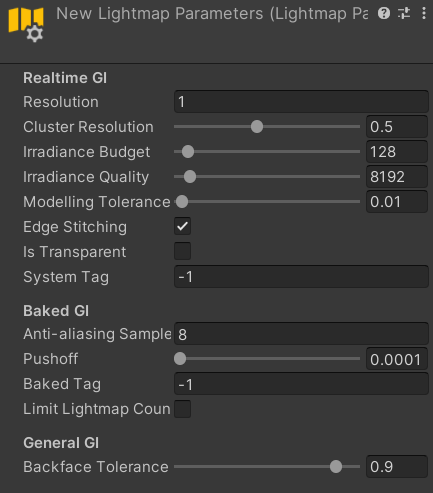 New Lightmap Parameters (Lightmap Pa
Realtime GI
Resolution 1
Cluster Resolution 0.5
Irradiance Budget 128
Irradiance Quality 8192
Modelling Tolerance 0.01
Edge Stitching
Is Transparent
System Tag -1
Baked GI
Anti-aliasing Sample 8
Pushoff 0.0001
Baked Tag -1
Limit Lightmap Coun
General GI
Backface Tolerance 0.9